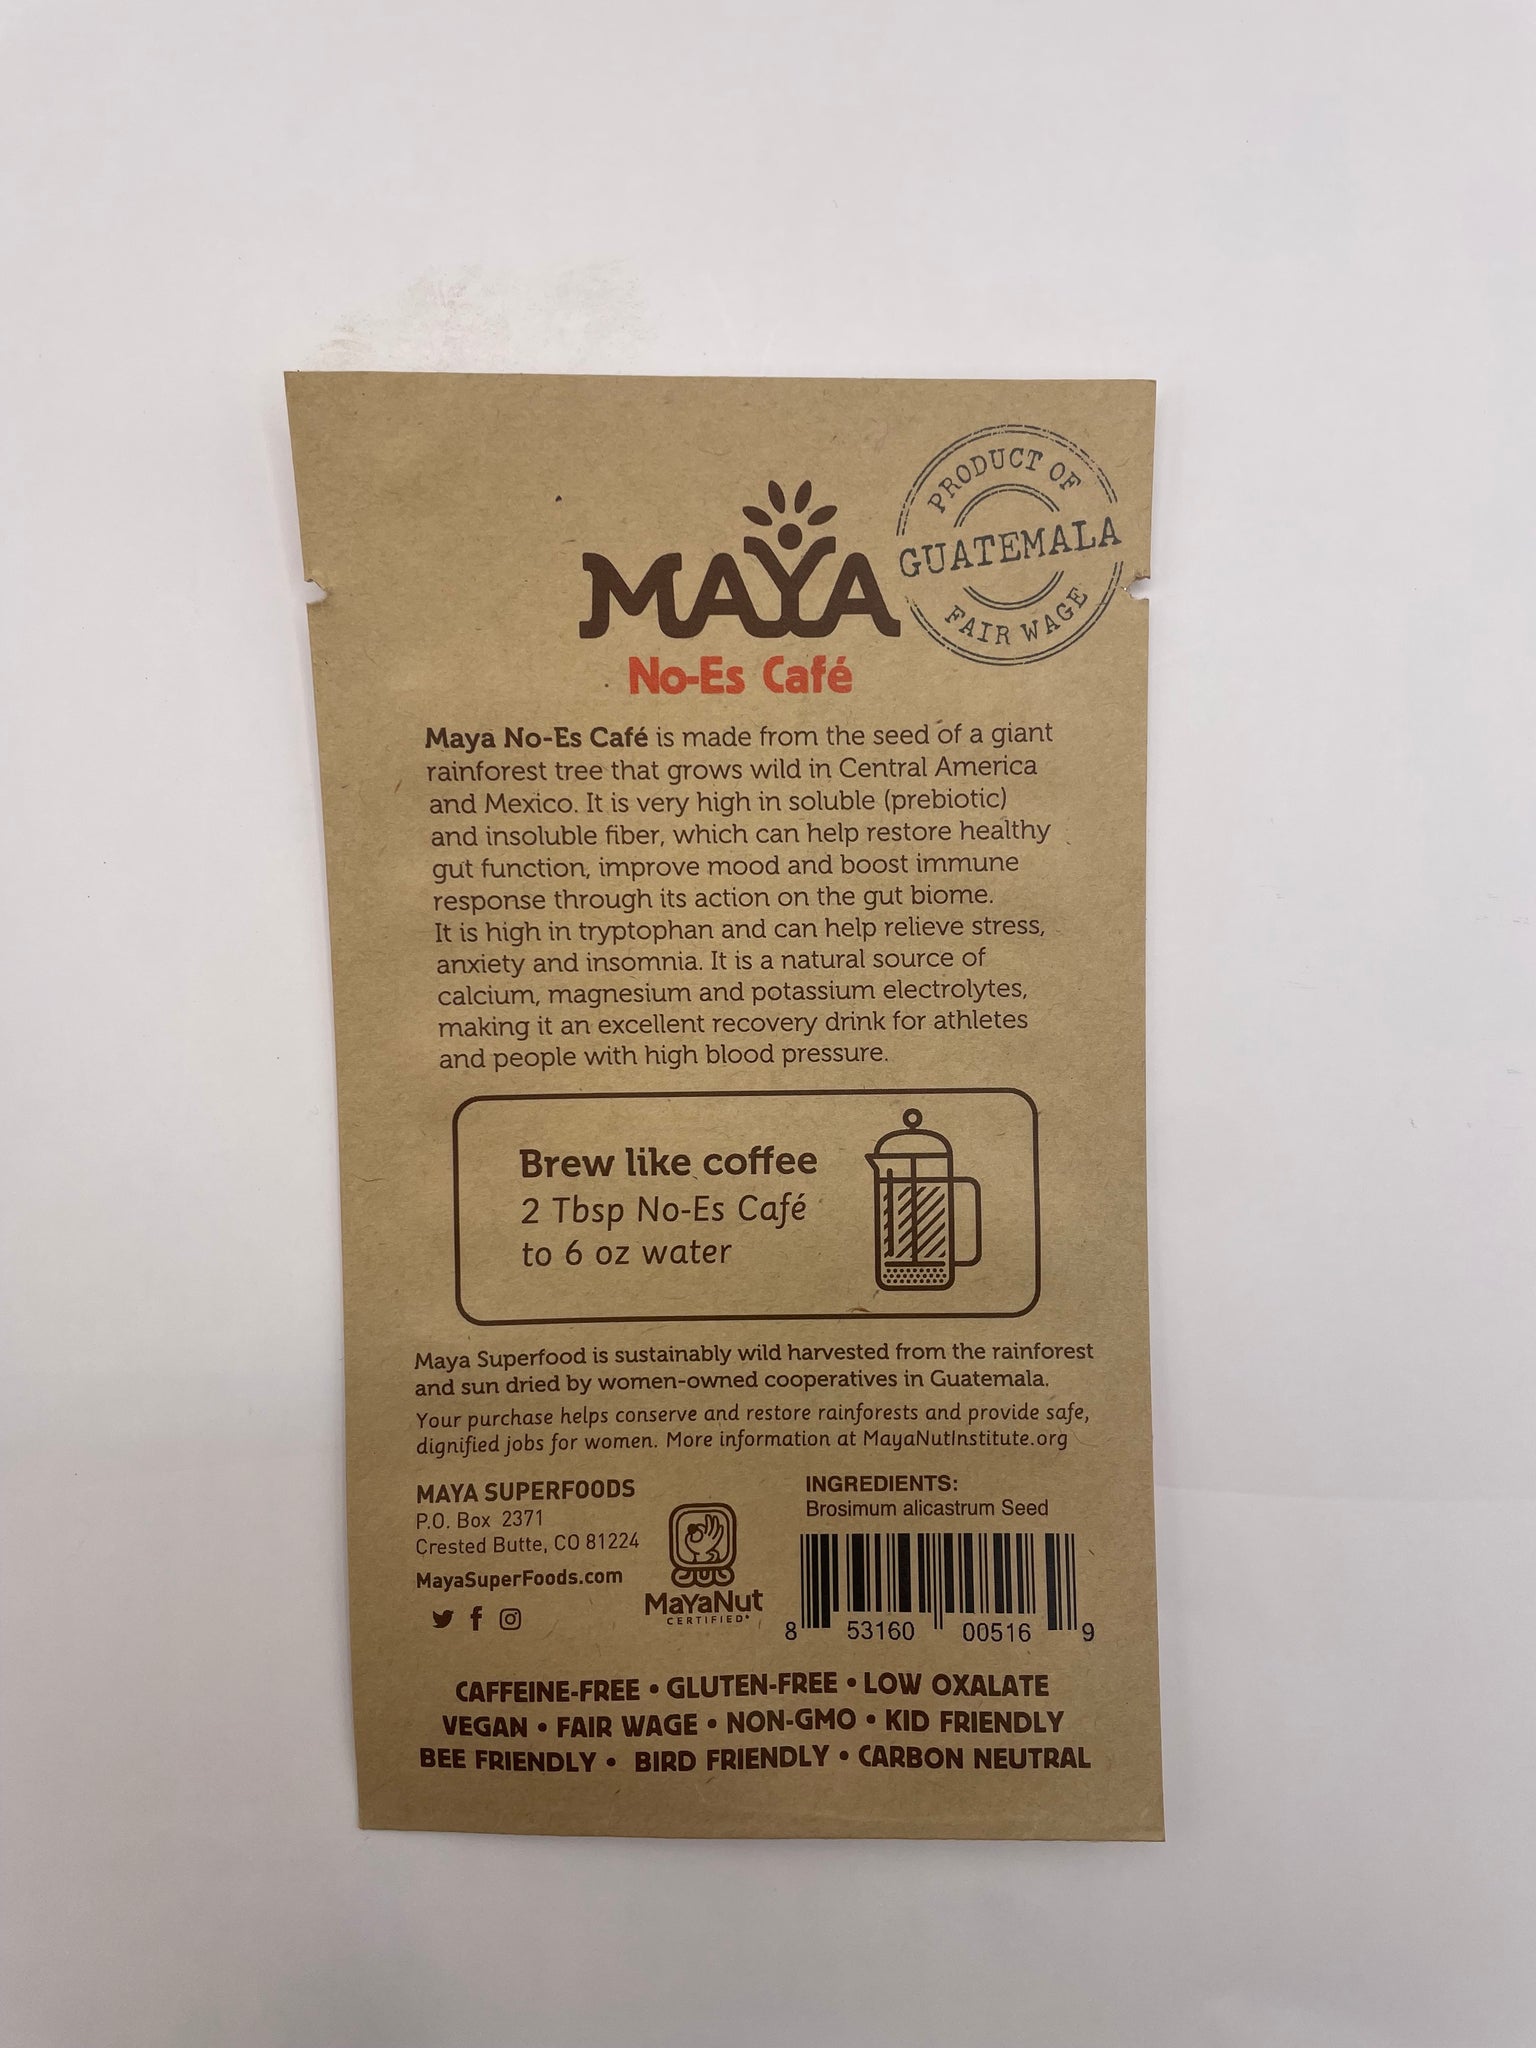 PRODUCT OF
GUATEMALA
FAIR WAGE
MAYA
No-Es Café
Maya No-Es Café is made from the seed of a giant
rainforest tree that grows wild in Central America
and Mexico. It is very high in soluble (prebiotic)
and insoluble fiber, which can help restore healthy
gut function, improve mood and boost immune
response through its action on the gut biome.
It is high in tryptophan and can help relieve stress,
anxiety and insomnia. It is a natural source of
calcium, magnesium and potassium electrolytes,
making it an excellent recovery drink for athletes
and people with high blood pressure.
Brew like coffee
2 Tbsp No-Es Café
to 6 oz water
Maya Superfood is sustainably wild harvested from the rainforest
and sun dried by women-owned cooperatives in Guatemala.
Your purchase helps conserve and restore rainforests and provide safe,
dignified jobs for women. More information at MayaNutInstitute.org
MAYA SUPERFOODS
P.O. Box 2371
Crested Butte, CO 81224
MayaSuperFoods.com
MaYaNut
CERTIFIED®
INGREDIENTS:
Brosimum alicastrum Seed
8 53160 00516 9
CAFFEINE-FREE • GLUTEN-FREE • LOW OXALATE
VEGAN • FAIR WAGE • NON-GMO • KID FRIENDLY
BEE FRIENDLY • BIRD FRIENDLY • CARBON NEUTRAL